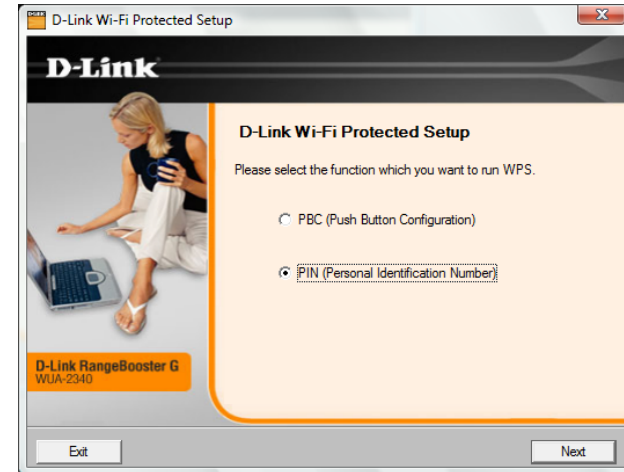 D-Link Wi-Fi Protected Setup
D-Link
D-Link Wi-Fi Protected Setup
Please select the function which you want to run WPS.
PBC (Push Button Configuration)
PIN (Personal Identification Number)
D-Link RangeBooster G
WUA-2340
Exit
Next